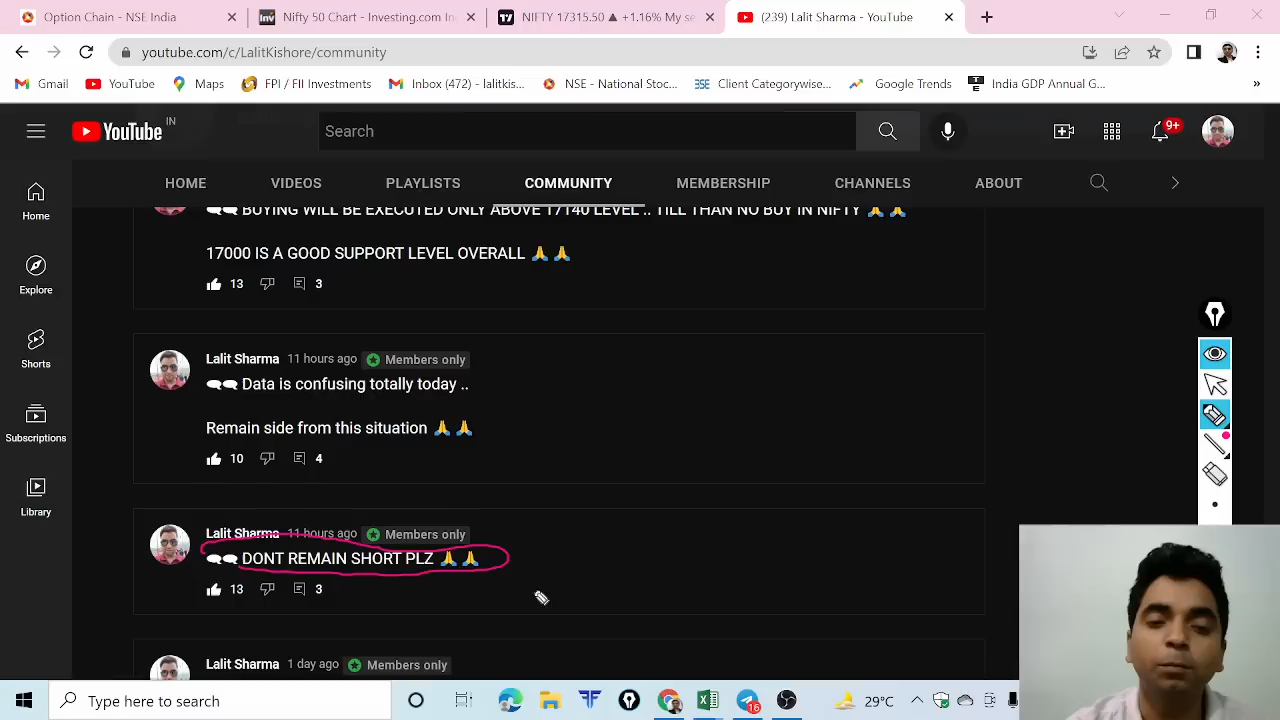 Option Chain - NSE India
Nifty 50 Chart - Investing.com In
NIFTY 17315.50 ▲ +1.16% My se
(239) Lalit Sharma - YouTube
youtube.com/c/LalitKishore/community
Gmail
YouTube
Maps
FPI / FII Investments
Inbox (472) - lalitkis...
NSE - National Stoc...
Client Categorywise...
Google Trends
India GDP Annual G...
»
YouTube IN
Search
9+
HOME
VIDEOS
PLAYLISTS
COMMUNITY
MEMBERSHIP
CHANNELS
ABOUT
Home
Explore
Shorts
Subscriptions
Library
🗨🗨 BUYING WILL BE EXECUTED ONLY ABOVE 17140 LEVEL .. TILL THAN NO BUY IN NIFTY 🙏 🙏
17000 IS A GOOD SUPPORT LEVEL OVERALL 🙏 🙏
13 3
Lalit Sharma 11 hours ago Members only
🗨🗨 Data is confusing totally today ..
Remain side from this situation 🙏 🙏
10 4
Lalit Sharma 11 hours ago Members only
🗨🗨 DONT REMAIN SHORT PLZ 🙏 🙏
13 3
Lalit Sharma 1 day ago Members only
Type here to search
16
29°C